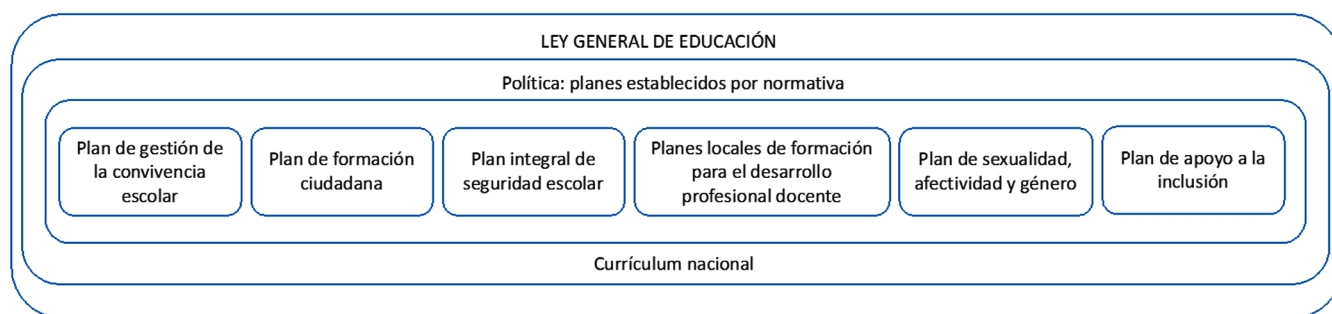 LEY GENERAL DE EDUCACIÓN
Política: planes establecidos por normativa
Plan de gestión de
la convivencia
escolar
Plan de formación
ciudadana
Plan integral de
seguridad escolar
Planes locales de formación
para el desarrollo
profesional docente
Plan de sexualidad,
afectividad y género
Plan de apoyo a la
inclusión
Currículum nacional